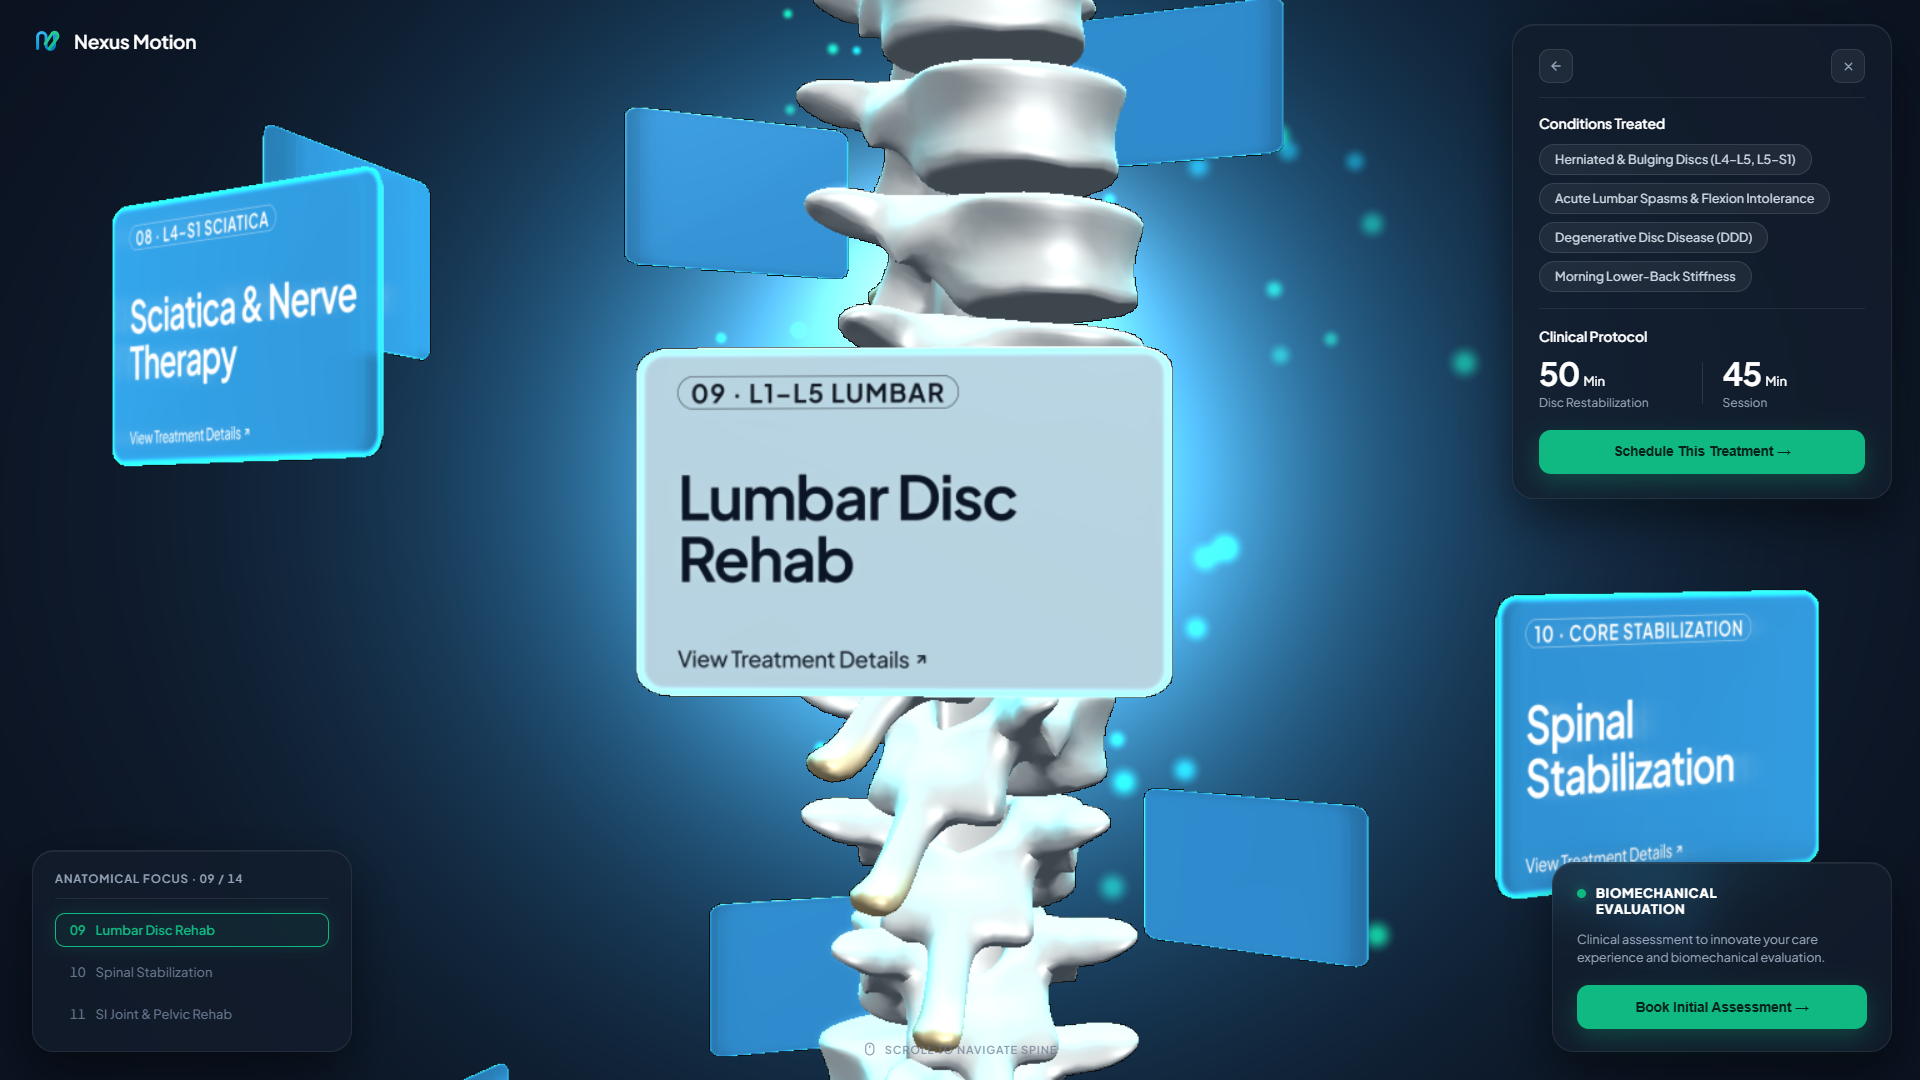 Nexus Motion
08 · L4–S1 SCIATICA
Sciatica & Nerve
Therapy
View Treatment Details ↗
09 · L1–L5 LUMBAR
Lumbar Disc
Rehab
View Treatment Details ↗
Conditions Treated
Herniated & Bulging Discs (L4–L5, L5–S1)
Acute Lumbar Spasms & Flexion Intolerance
Degenerative Disc Disease (DDD)
Morning Lower-Back Stiffness
Clinical Protocol
50 Min
Disc Restabilization
45 Min
Session
Schedule This Treatment →
10 · CORE STABILIZATION
Spinal
Stabilization
View Treatment Details ↗
ANATOMICAL FOCUS · 09 / 14
09 Lumbar Disc Rehab
10 Spinal Stabilization
11 SI Joint & Pelvic Rehab
BIOMECHANICAL
EVALUATION
Clinical assessment to innovate your care
experience and biomechanical evaluation.
Book Initial Assessment →
SCROLL TO NAVIGATE SPINE